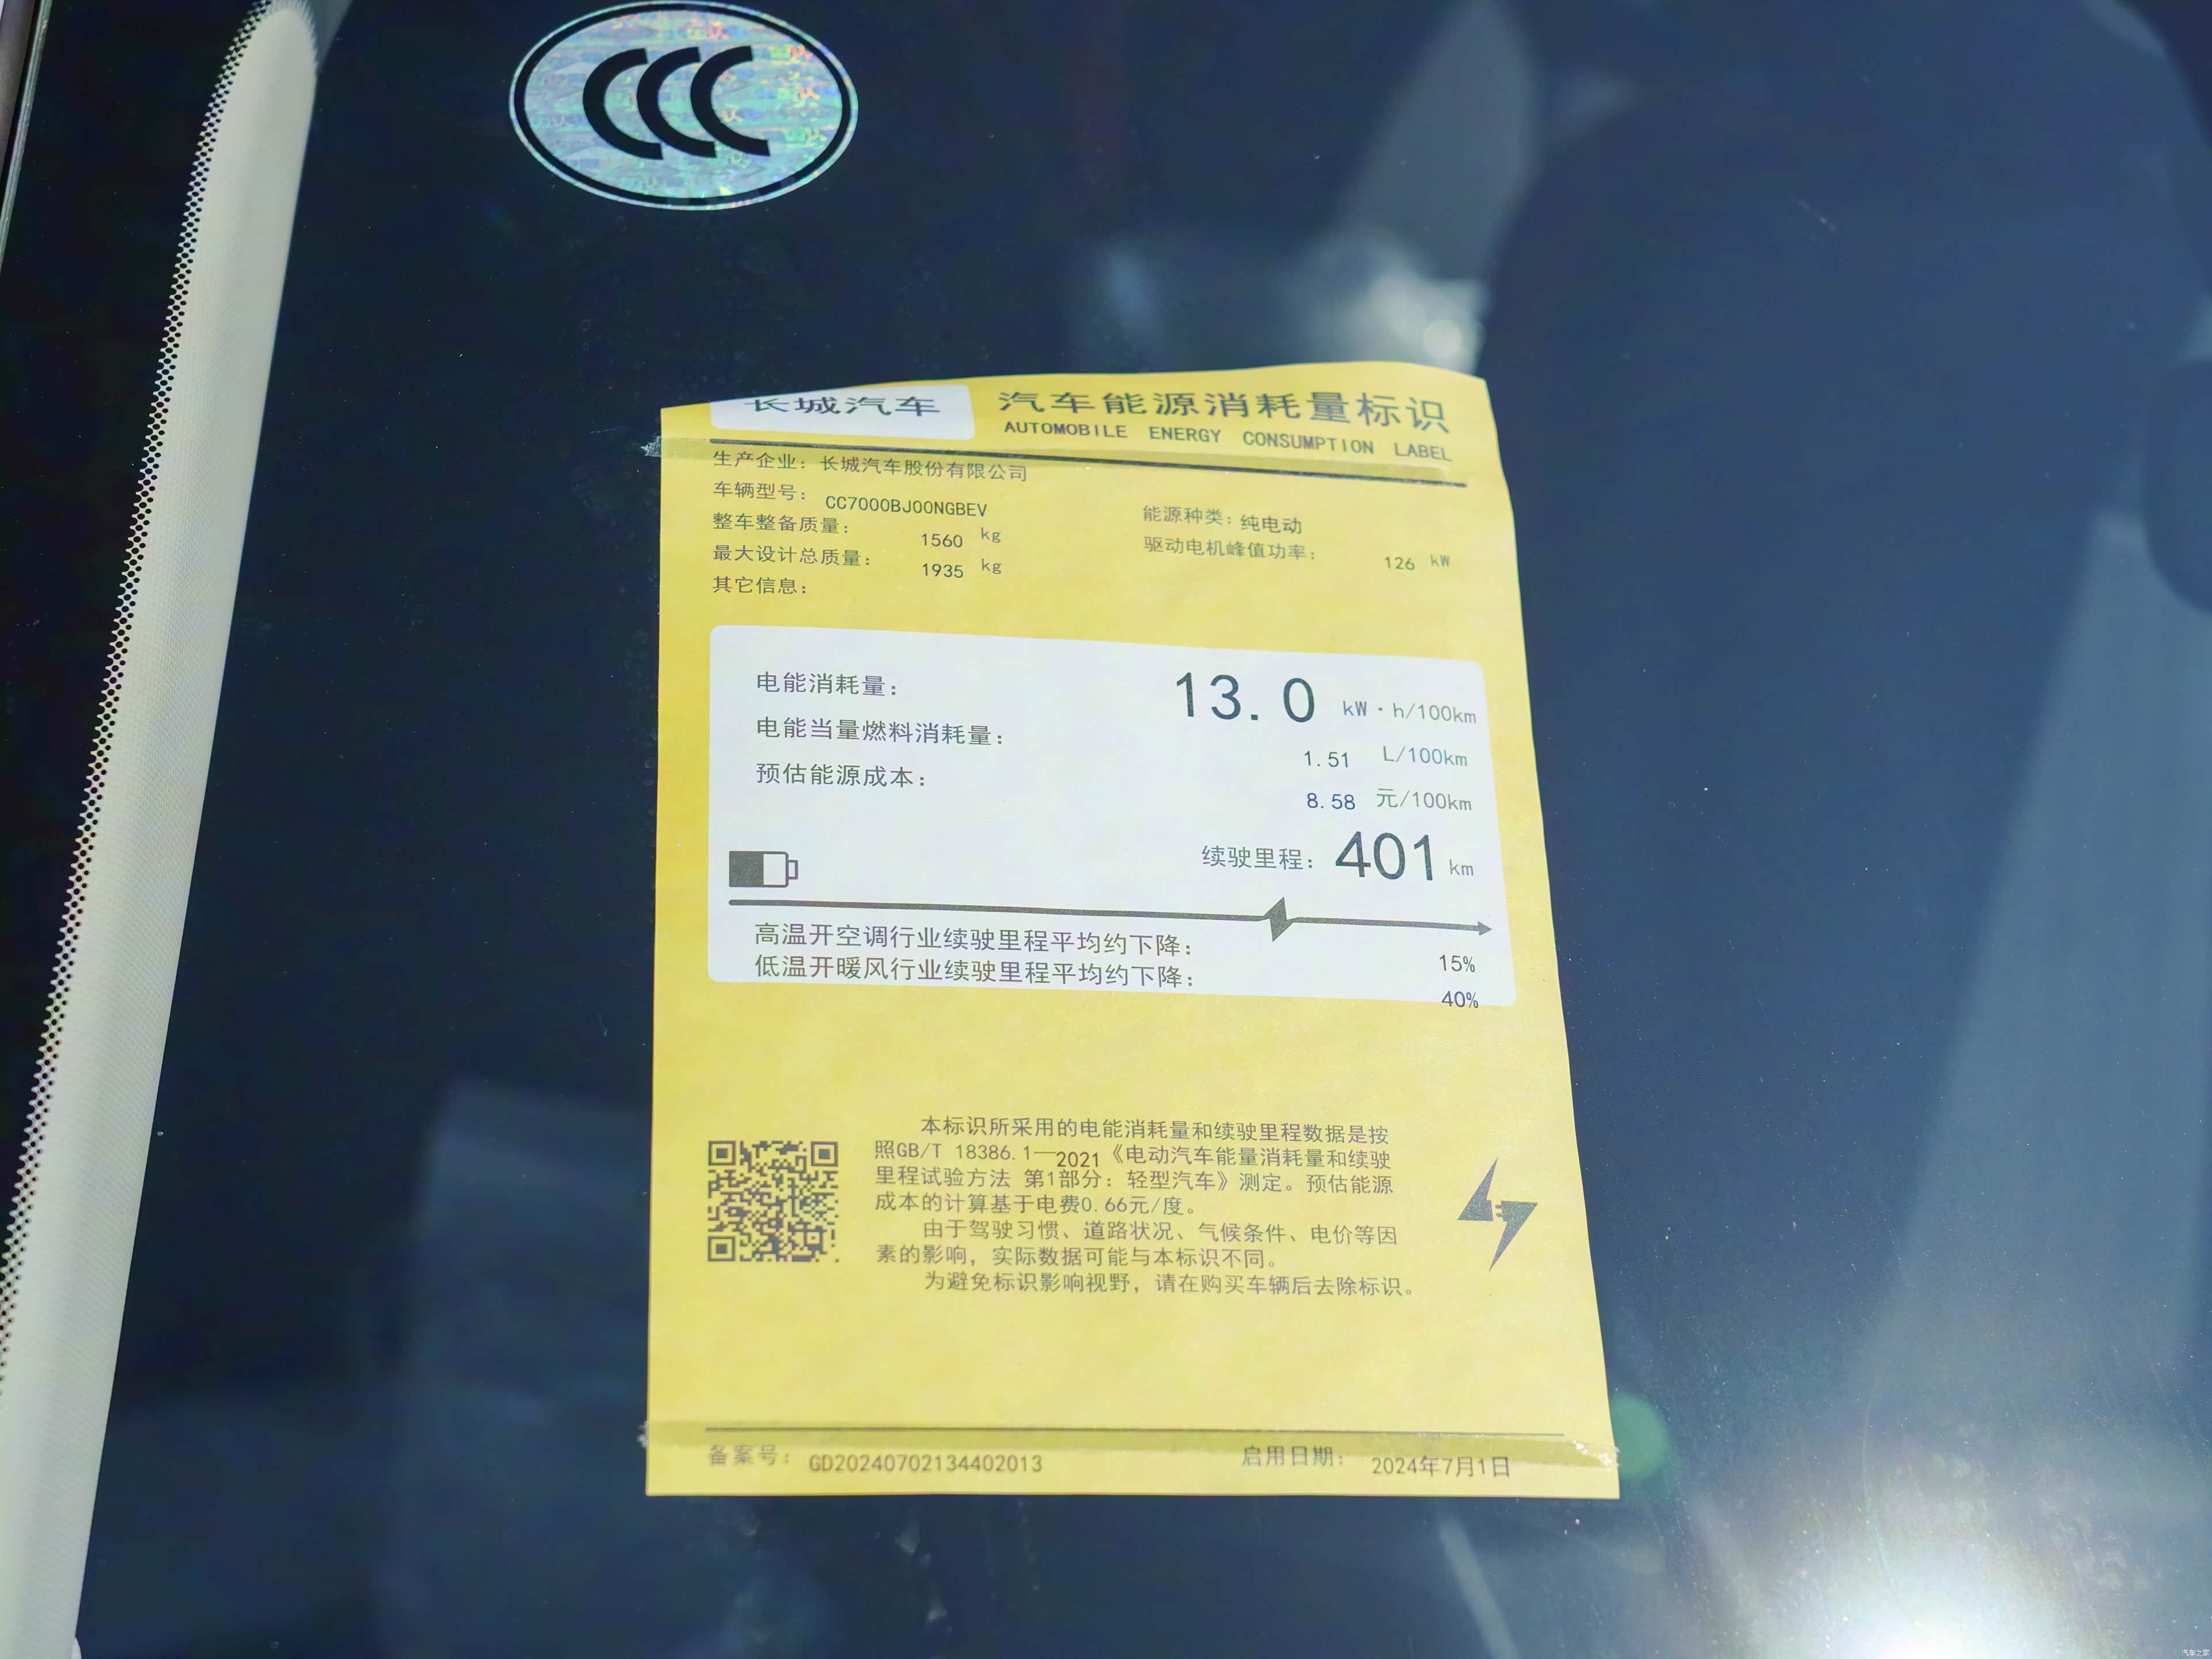 CCC
长城汽车 汽车能源消耗量标识
AUTOMOBILE ENERGY CONSUMPTION LABEL
生产企业：长城汽车股份有限公司
车辆型号： CC7000BJ00NGBEV
能源种类：纯电动
整车整备质量： 1560 kg
驱动电机峰值功率： 126 kW
最大设计总质量： 1935 kg
其它信息：
电能消耗量： 13.0 kW·h/100km
电能当量燃料消耗量： 1.51 L/100km
预估能源成本： 8.58 元/100km
续驶里程：401 km
高温开空调行业续驶里程平均约下降： 15%
低温开暖风行业续驶里程平均约下降： 40%
本标识所采用的电能消耗量和续驶里程数据是按
照GB/T 18386.1—2021《电动汽车能量消耗量和续驶
里程试验方法 第1部分：轻型汽车》测定。预估能源
成本的计算基于电费0.66元/度。
由于驾驶习惯、道路状况、气候条件、电价等因
素的影响，实际数据可能与本标识不同。
为避免标识影响视野，请在购买车辆后去除标识。
备案号： GD20240702134402013 启用日期： 2024年7月1日
汽车之家